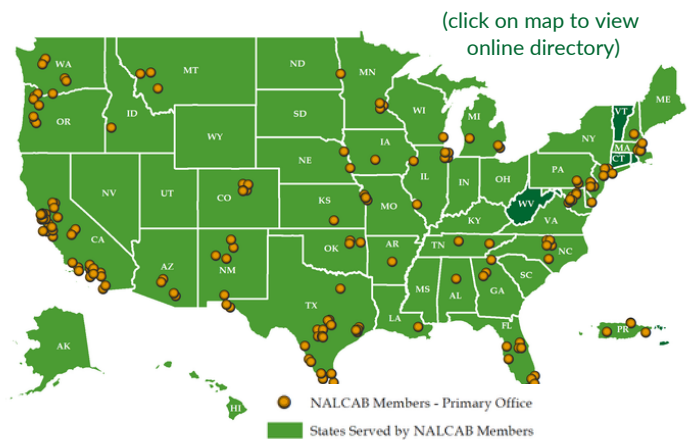 (click on map to view
online directory)
WA
MT
ND
MN
ME
VT
OR
ID
SD
WI
MI
NY
MA
CT
WY
IA
PA
NE
NV
UT
CO
IL
IN
OH
WV
VA
KS
MO
KY
CA
AZ
NM
OK
AR
TN
NC
SC
MS
AL
GA
TX
LA
FL
PR
AK
HI
NALCAB Members - Primary Office
States Served by NALCAB Members